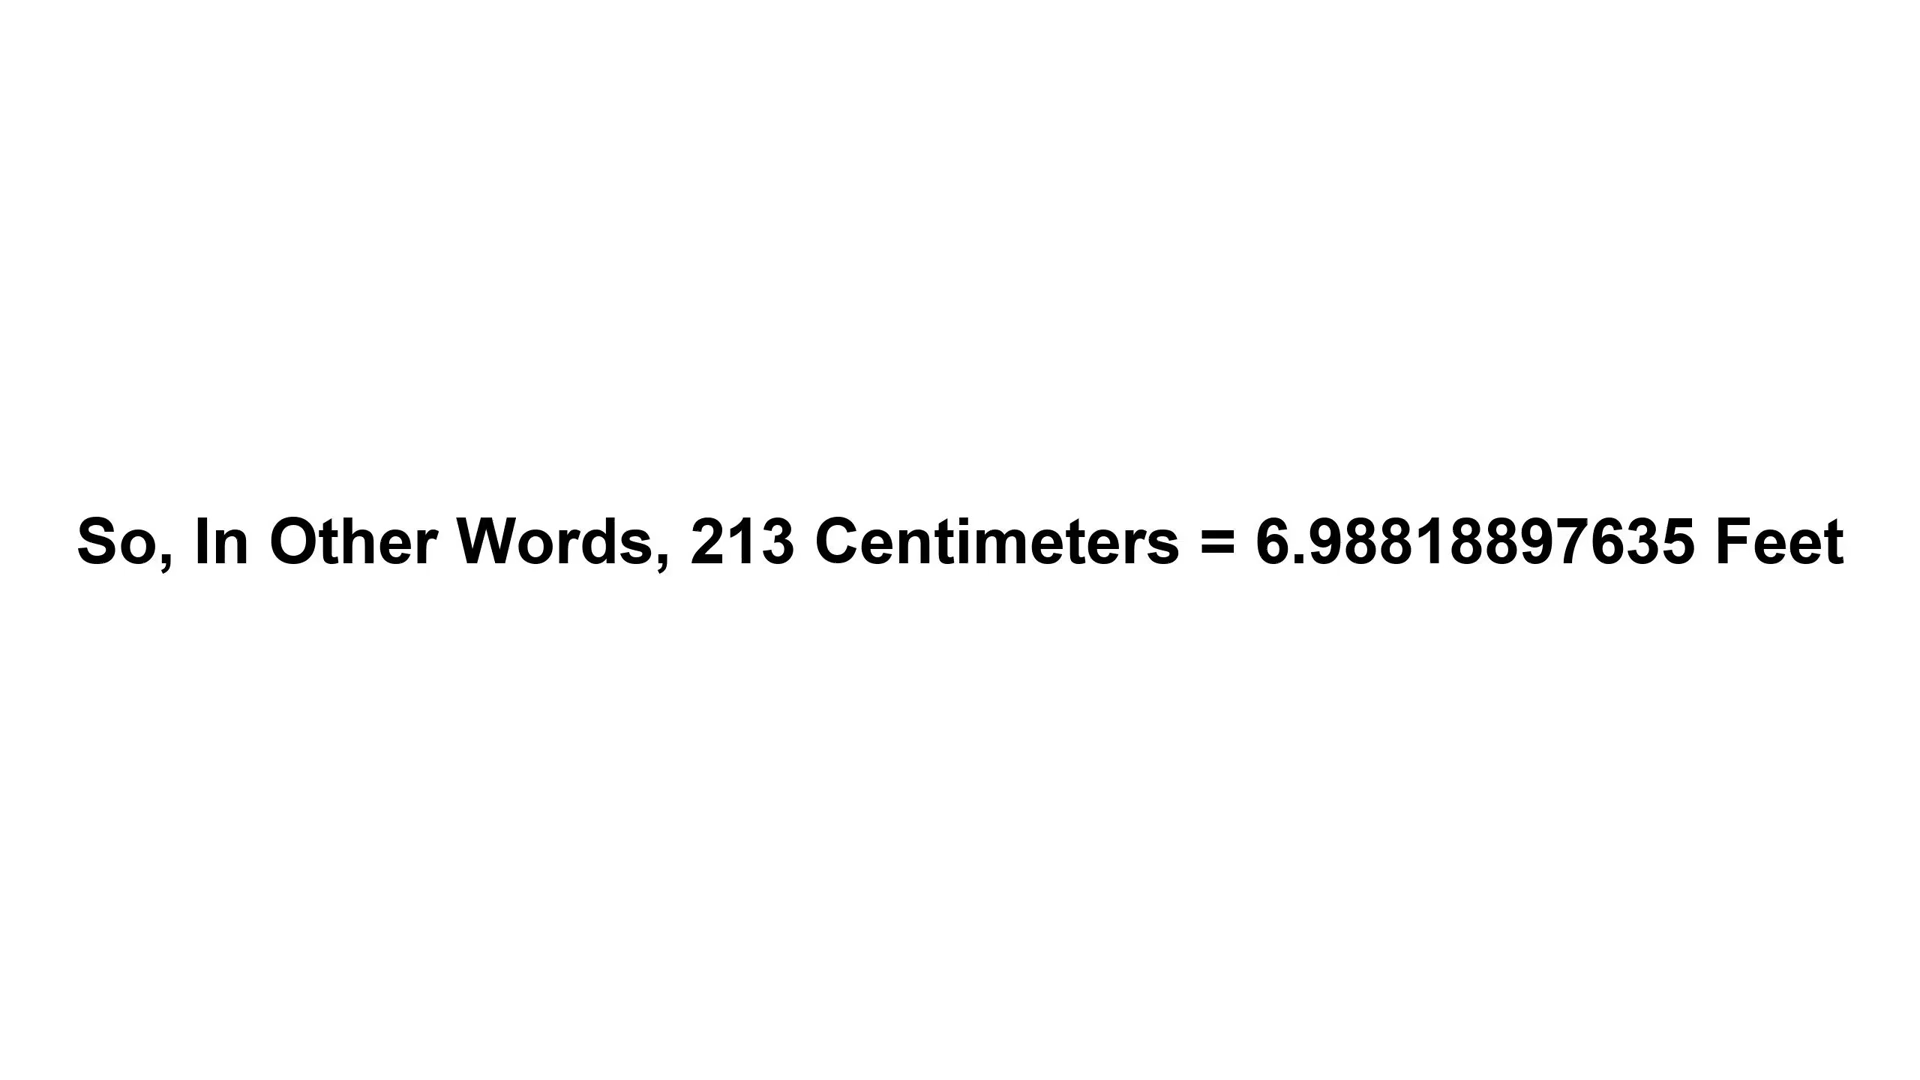 So, In Other Words, 213 Centimeters = 6.98818897635 Feet